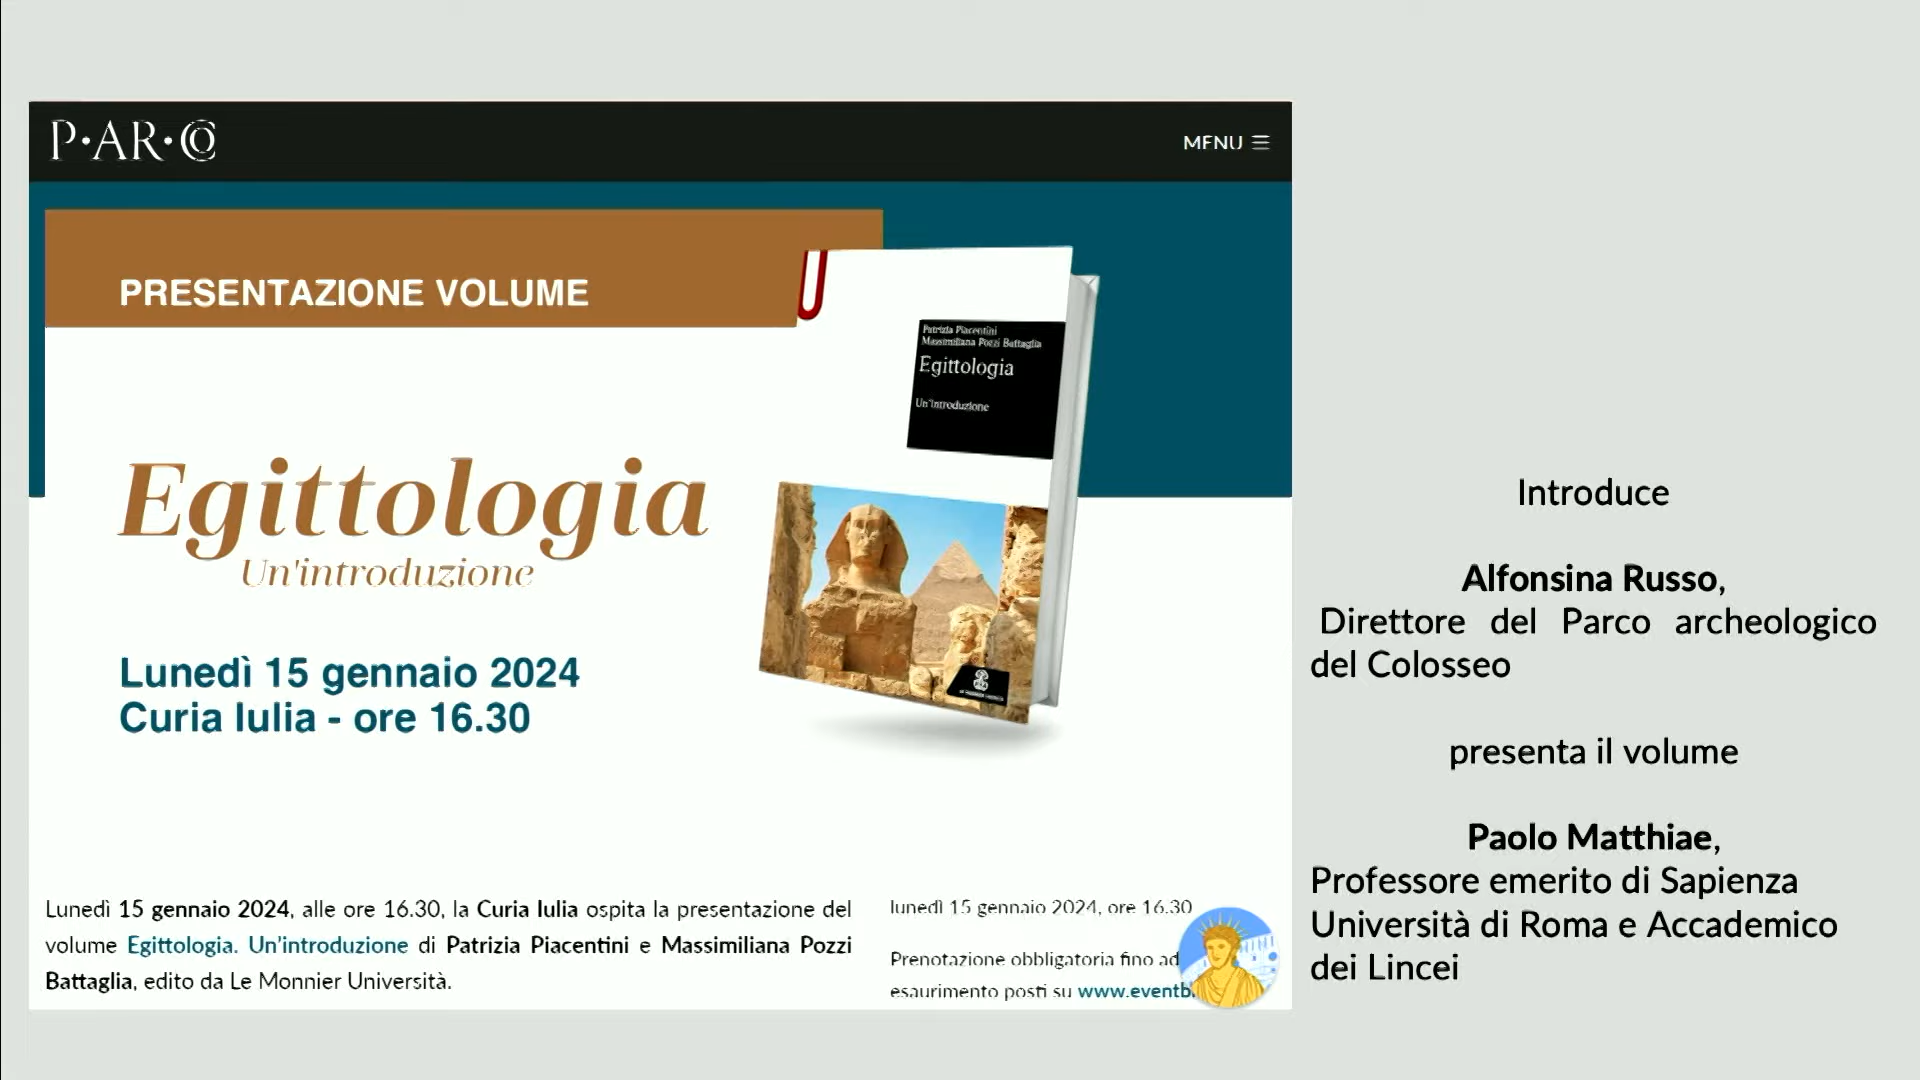 P·AR·CO
MENU
PRESENTAZIONE VOLUME
Patrizia Piacentini
Massimiliana Pozzi Battaglia
Egittologia
Un'introduzione
Egittologia
Un'introduzione
Lunedì 15 gennaio 2024
Curia Iulia - ore 16.30
Lunedì 15 gennaio 2024, alle ore 16.30, la Curia Iulia ospita la presentazione del
volume Egittologia. Un'introduzione di Patrizia Piacentini e Massimiliana Pozzi
Battaglia, edito da Le Monnier Università.
lunedì 15 gennaio 2024, ore 16.30
Prenotazione obbligatoria fino ad
esaurimento posti su www.eventb
Introduce
Alfonsina Russo,
Direttore del Parco archeologico
del Colosseo
presenta il volume
Paolo Matthiae,
Professore emerito di Sapienza
Università di Roma e Accademico
dei Lincei